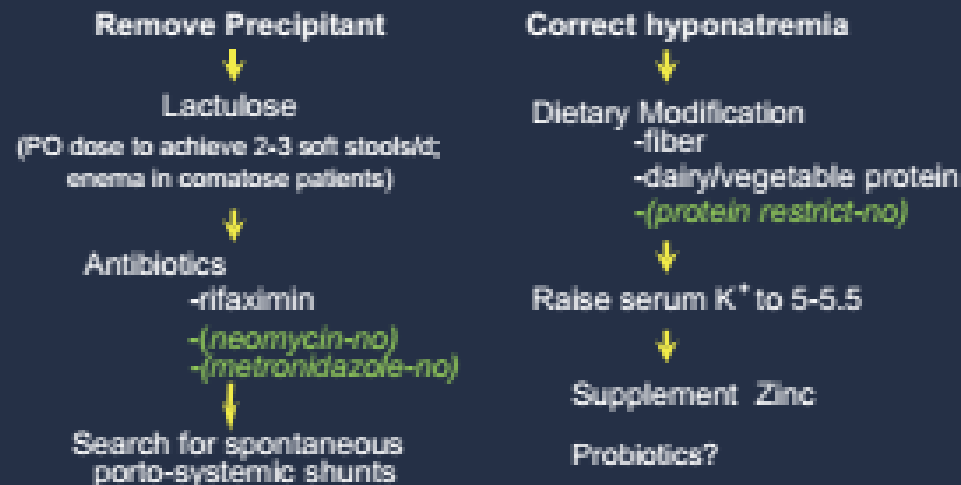 Remove Precipitant
Lactulose
(PO dose to achieve 2-3 soft stools/d;
enema in comatose patients)
Antibiotics
-rifaximin
-(neomycin-no)
-(metronidazole-no)
Search for spontaneous
porto-systemic shunts
Correct hyponatremia
Dietary Modification
-fiber
-dairy/vegetable protein
-(protein restrict-no)
Raise serum K⁺ to 5-5.5
Supplement Zinc
Probiotics?